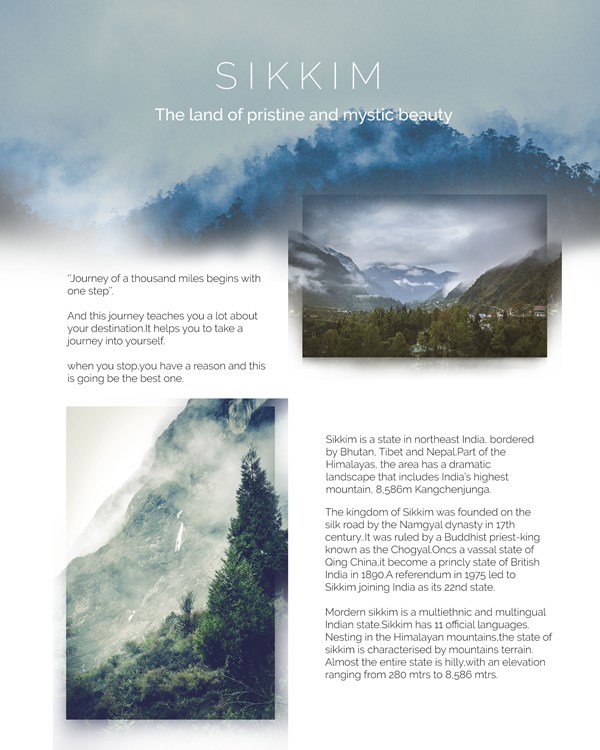 SIKKIM
The land of pristine and mystic beauty
"Journey of a thousand miles begins with
one step".
And this journey teaches you a lot about
your destination.It helps you to take a
journey into yourself.
when you stop,you have a reason and this
is going be the best one.
Sikkim is a state in northeast India, bordered
by Bhutan, Tibet and Nepal.Part of the
Himalayas, the area has a dramatic
landscape that includes India's highest
mountain, 8,586m Kangchenjunga.
The kingdom of Sikkim was founded on the
silk road by the Namgyal dynasty in 17th
century..It was ruled by a Buddhist priest-king
known as the Chogyal.Oncs a vassal state of
Qing China,it become a princly state of British
India in 1890.A referendum in 1975 led to
Sikkim joining India as its 22nd state.
Mordern sikkim is a multiethnic and multingual
Indian state.Sikkim has 11 official languages.
Nesting in the Himalayan mountains,the state of
sikkim is characterised by mountains terrain.
Almost the entire state is hilly,with an elevation
ranging from 280 mtrs to 8,586 mtrs.